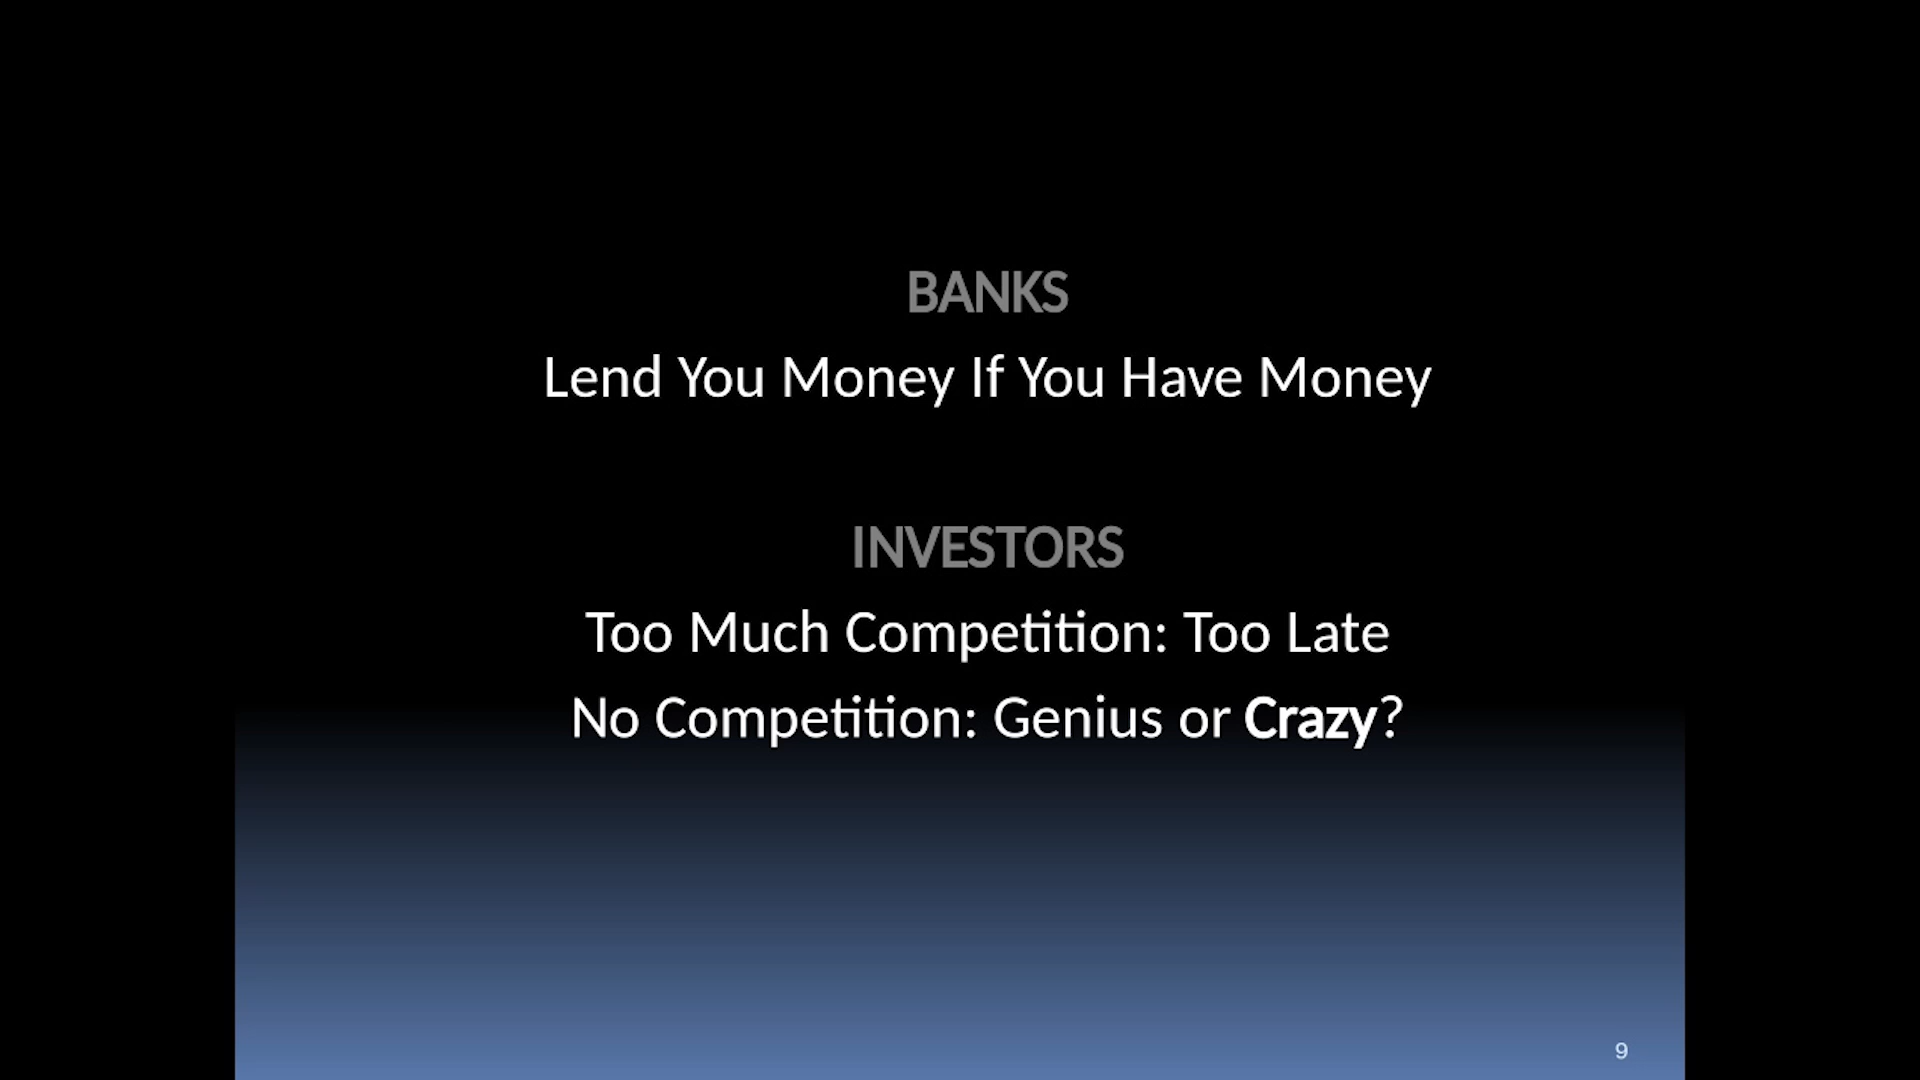 BANKS
Lend You Money If You Have Money
INVESTORS
Too Much Competition: Too Late
No Competition: Genius or Crazy?
9